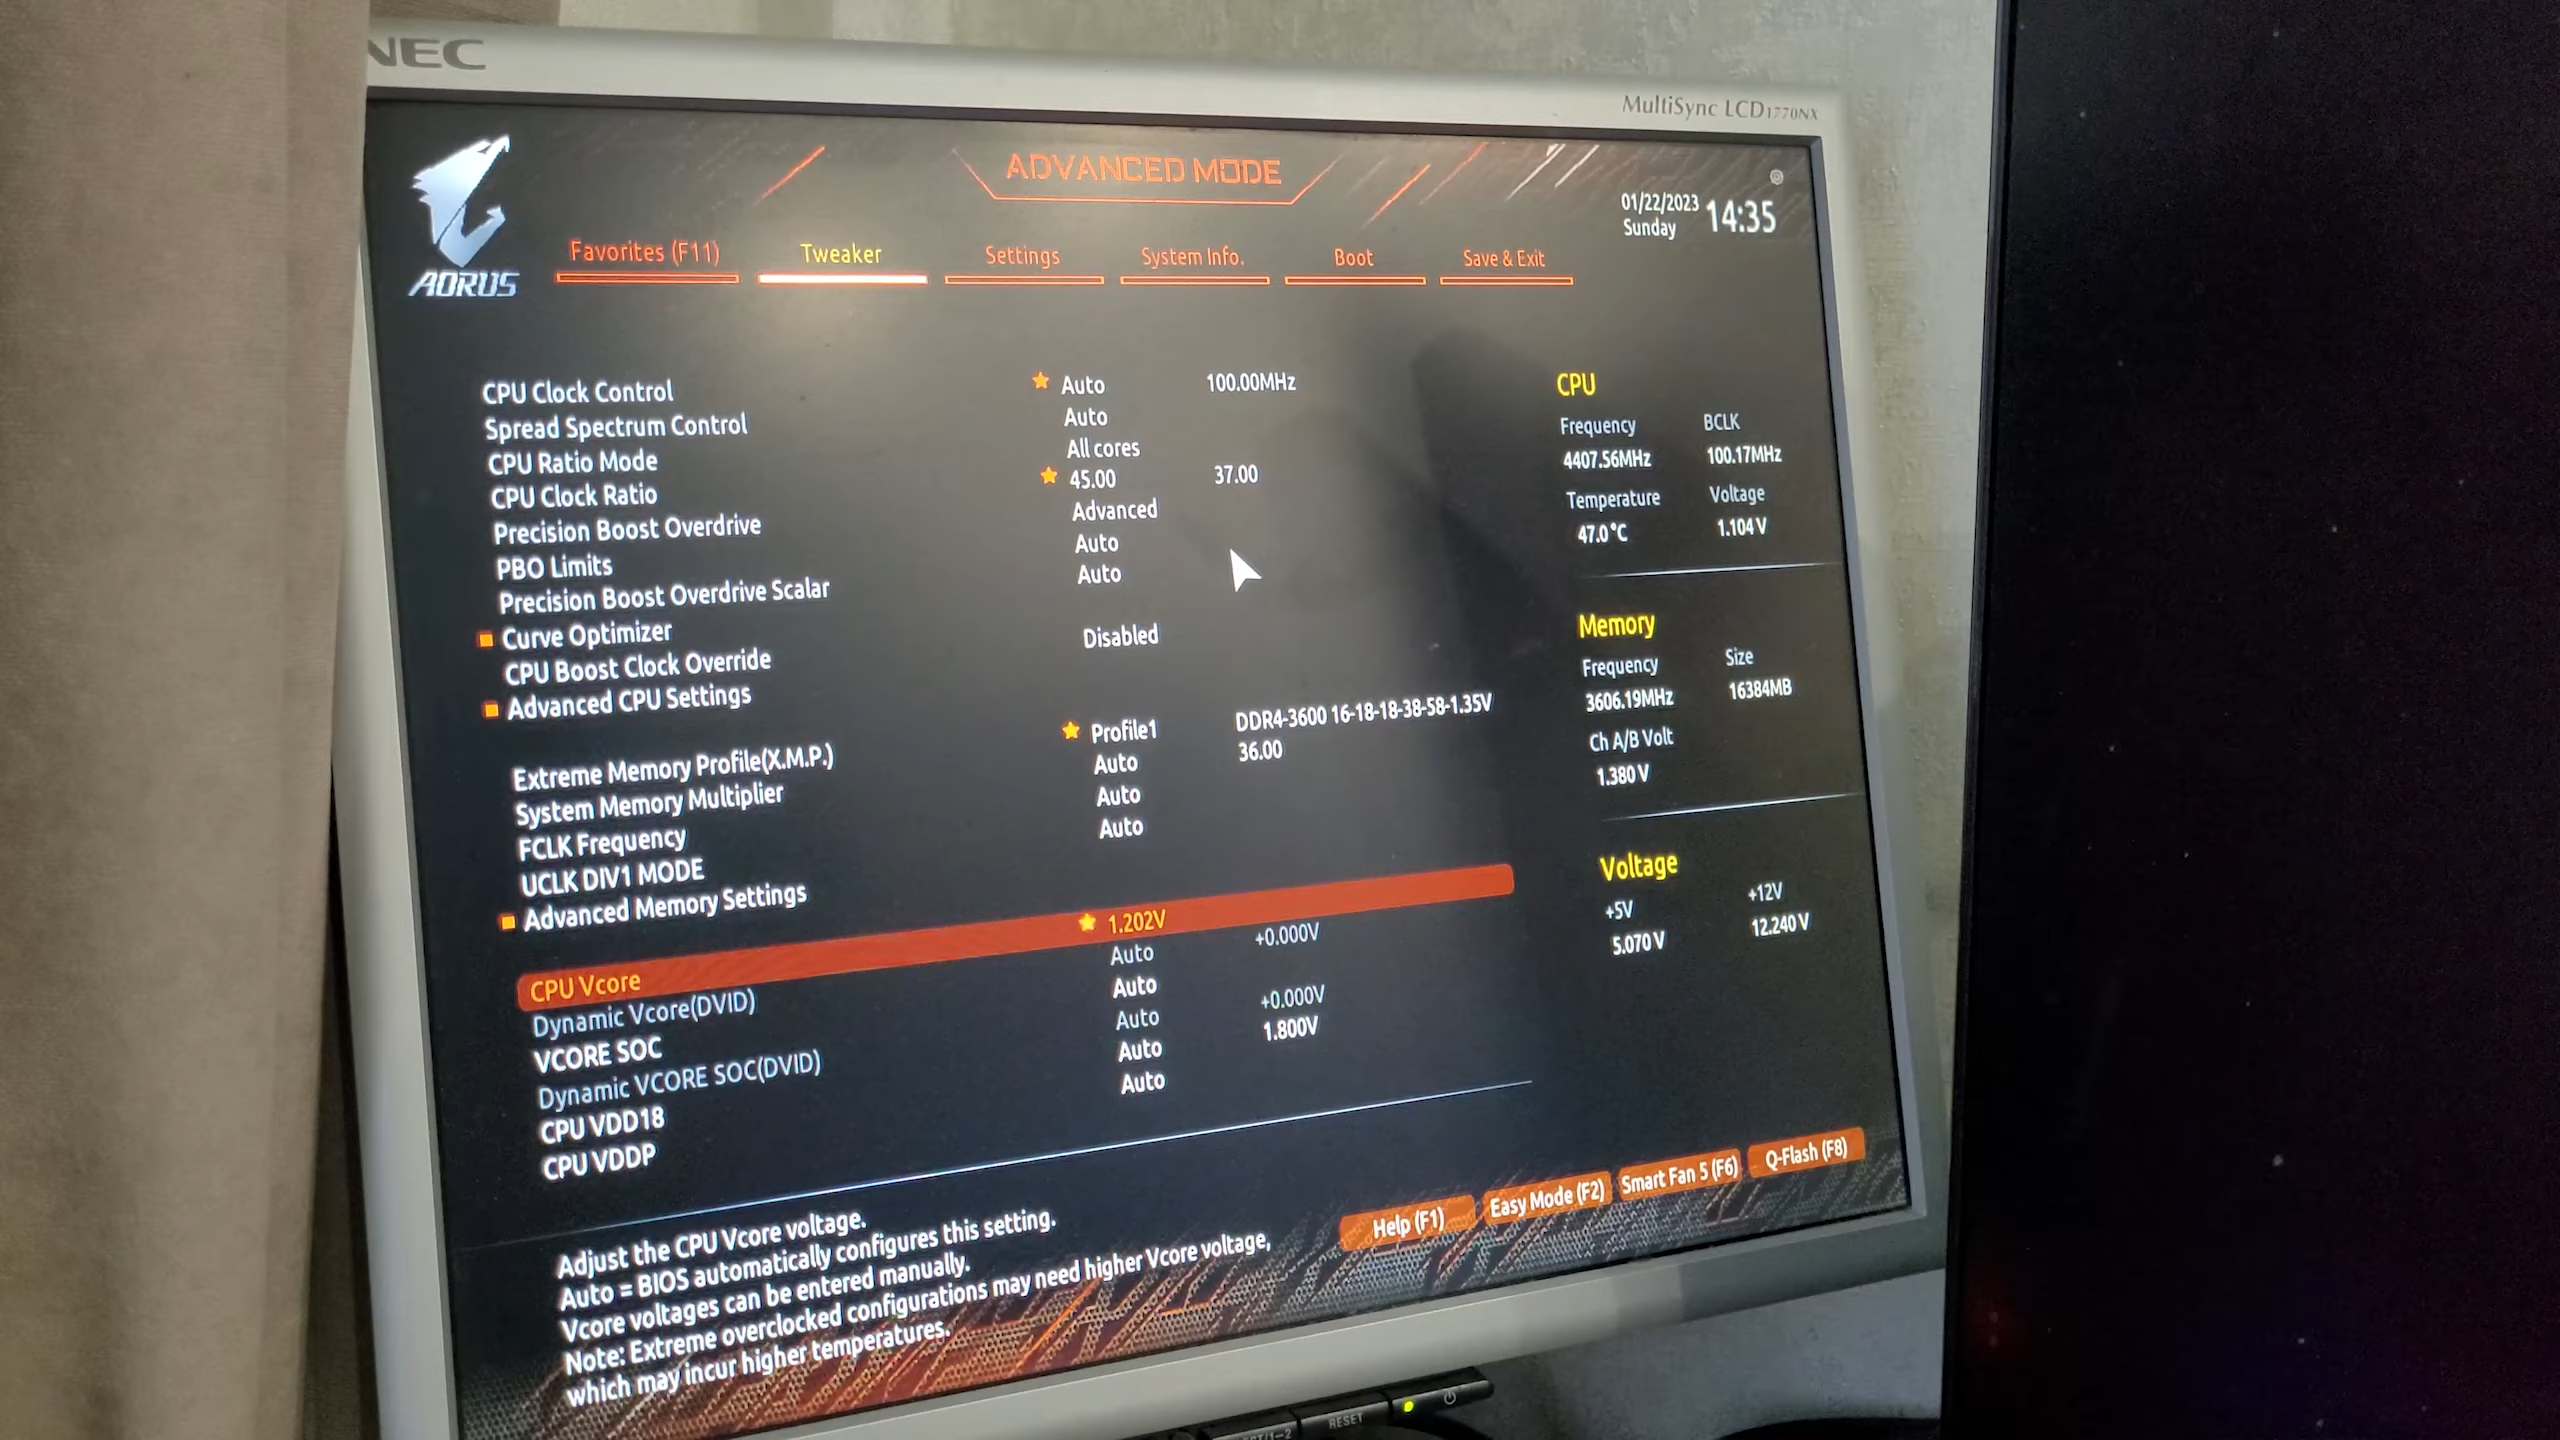 NEC
MultiSync LCD1770NX
ADVANCED MODE
01/22/2023
Sunday
14:35
AORUS
Favorites (F11) Tweaker Settings System Info. Boot Save & Exit
CPU Clock Control Auto 100.00MHz
Spread Spectrum Control Auto
CPU Ratio Mode All cores
CPU Clock Ratio 45.00 37.00
Precision Boost Overdrive Advanced
PBO Limits Auto
Precision Boost Overdrive Scalar Auto
Curve Optimizer
CPU Boost Clock Override Disabled
Advanced CPU Settings
Extreme Memory Profile(X.M.P.) Profile1 DDR4-3600 16-18-18-38-58-1.35V
System Memory Multiplier Auto 36.00
FCLK Frequency Auto
UCLK DIV1 MODE Auto
Advanced Memory Settings
CPU Vcore 1.202V
Dynamic Vcore(DVID) Auto +0.000V
VCORE SOC Auto
Dynamic VCORE SOC(DVID) Auto +0.000V
CPU VDD18 Auto 1.800V
CPU VDDP Auto
CPU
Frequency BCLK
4407.56MHz 100.17MHz
Temperature Voltage
47.0 °C 1.104 V
Memory
Frequency Size
3606.19MHz 16384MB
Ch A/B Volt
1.380 V
Voltage
+5V +12V
5.070 V 12.240 V
Adjust the CPU Vcore voltage.
Auto = BIOS automatically configures this setting.
Vcore voltages can be entered manually.
Note: Extreme overclocked configurations may need higher Vcore voltage,
which may incur higher temperatures.
Help (F1) Easy Mode (F2) Smart Fan 5 (F6) Q-Flash (F8)
RESET